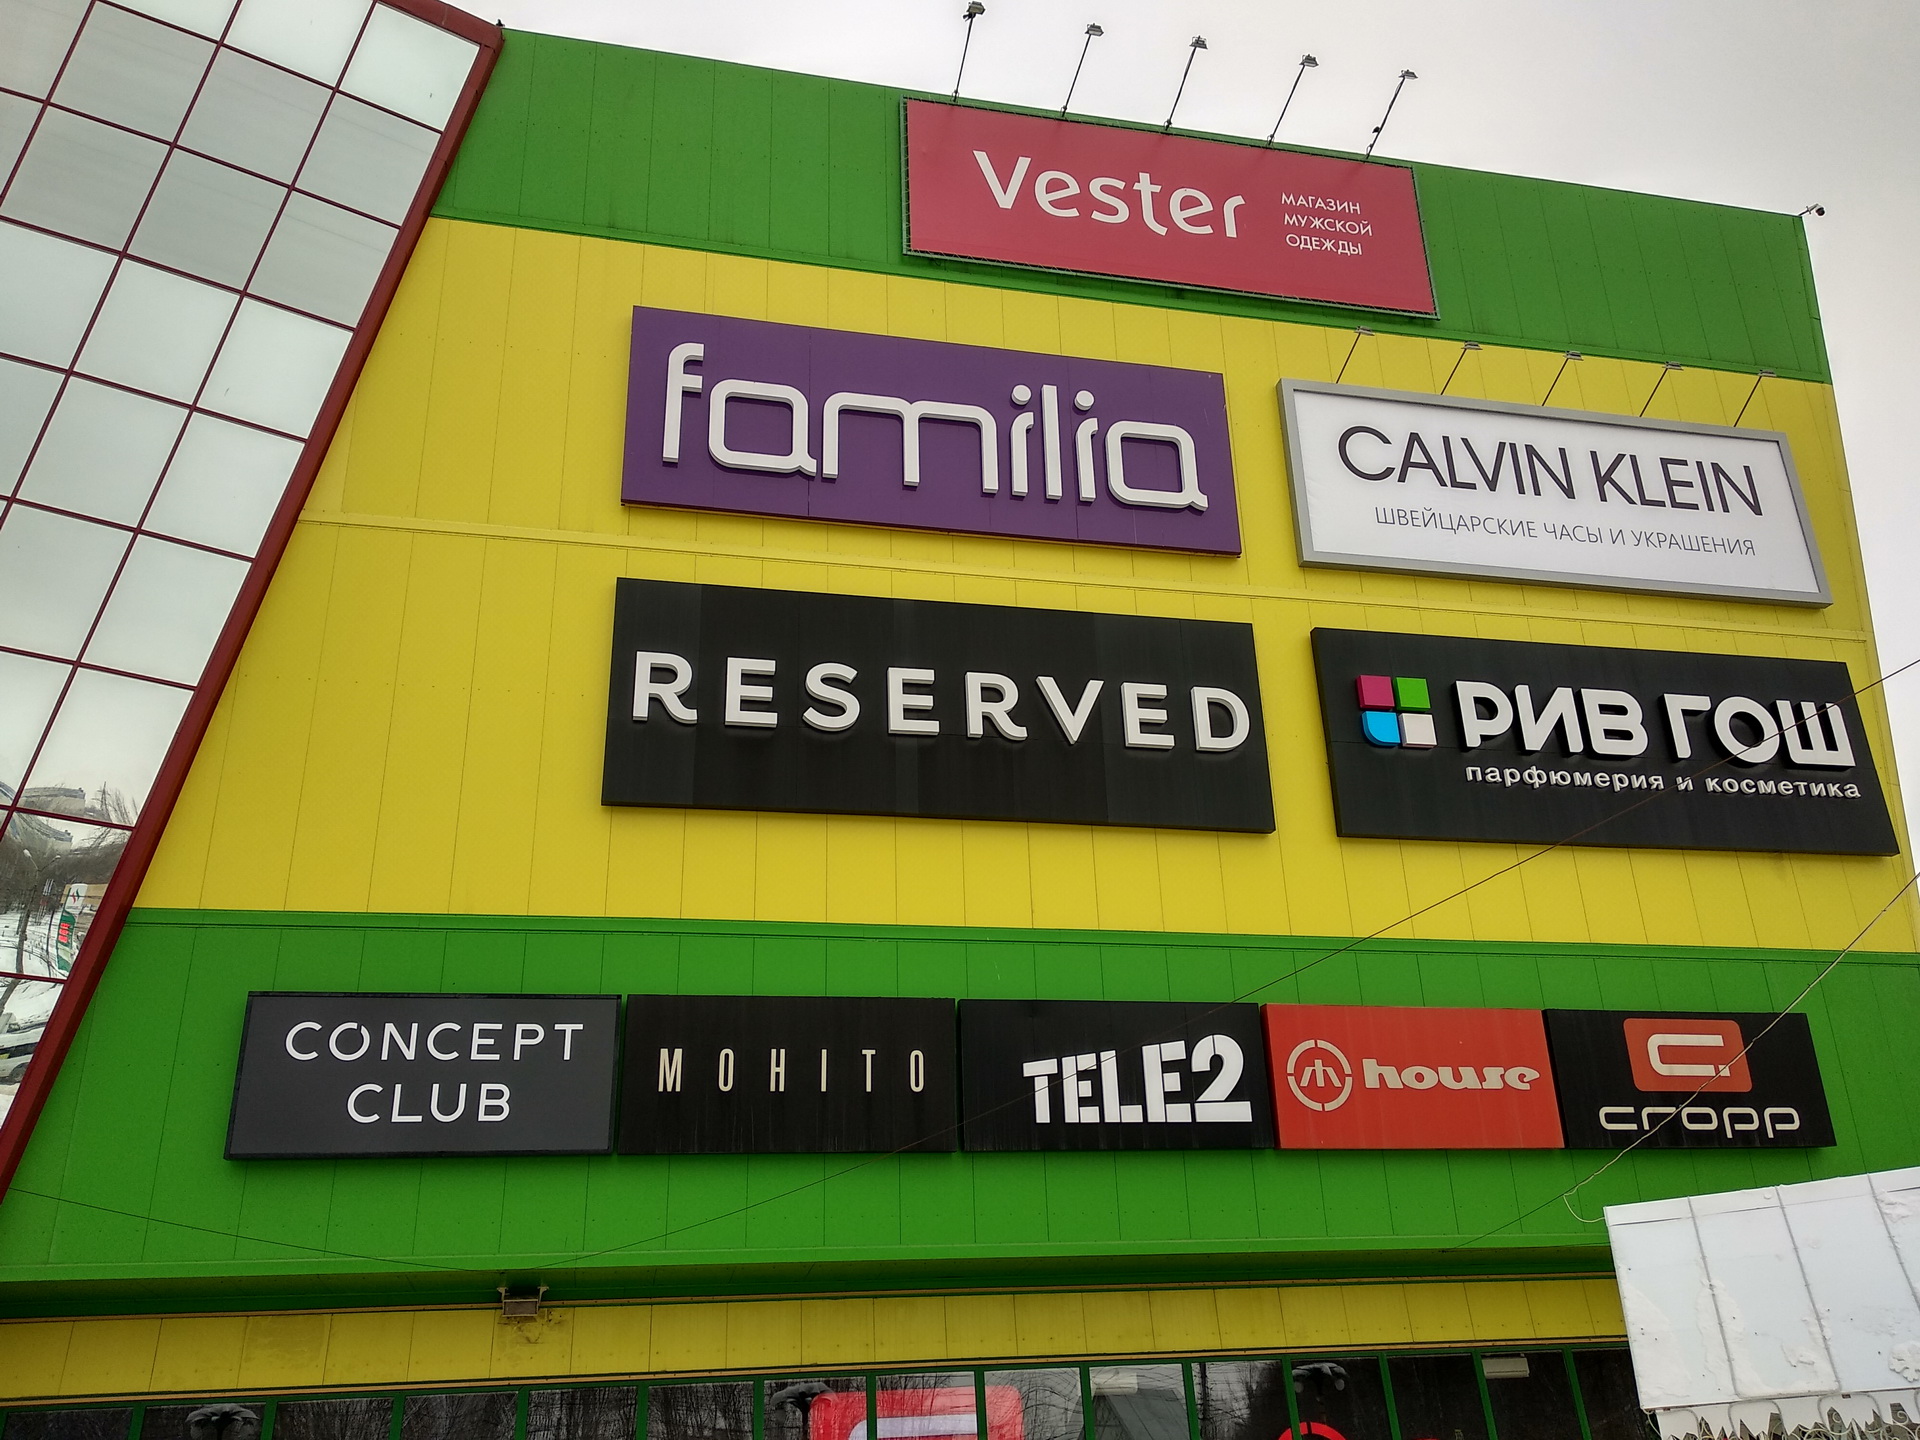 Vester
МАГАЗИН
МУЖСКОЙ
ОДЕЖДЫ
familia
CALVIN KLEIN
ШВЕЙЦАРСКИЕ ЧАСЫ И УКРАШЕНИЯ
RESERVED
РИВ ГОШ
парфюмерия и косметика
CONCEPT
CLUB
MOHITO
TELE2
house
cropp